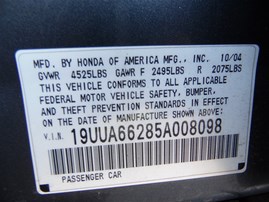 MFD. BY HONDA OF AMERICA MFG., INC. 10/04
GVWR 4525LBS GAWR F 2495LBS R 2075LBS
THIS VEHICLE CONFORMS TO ALL APPLICABLE
FEDERAL MOTOR VEHICLE SAFETY, BUMPER,
AND THEFT PREVENTION STANDARDS IN EFFECT
ON THE DATE OF MANUFACTURE SHOWN ABOVE.
V.I.N. 19UUA66285A008098
PASSENGER CAR